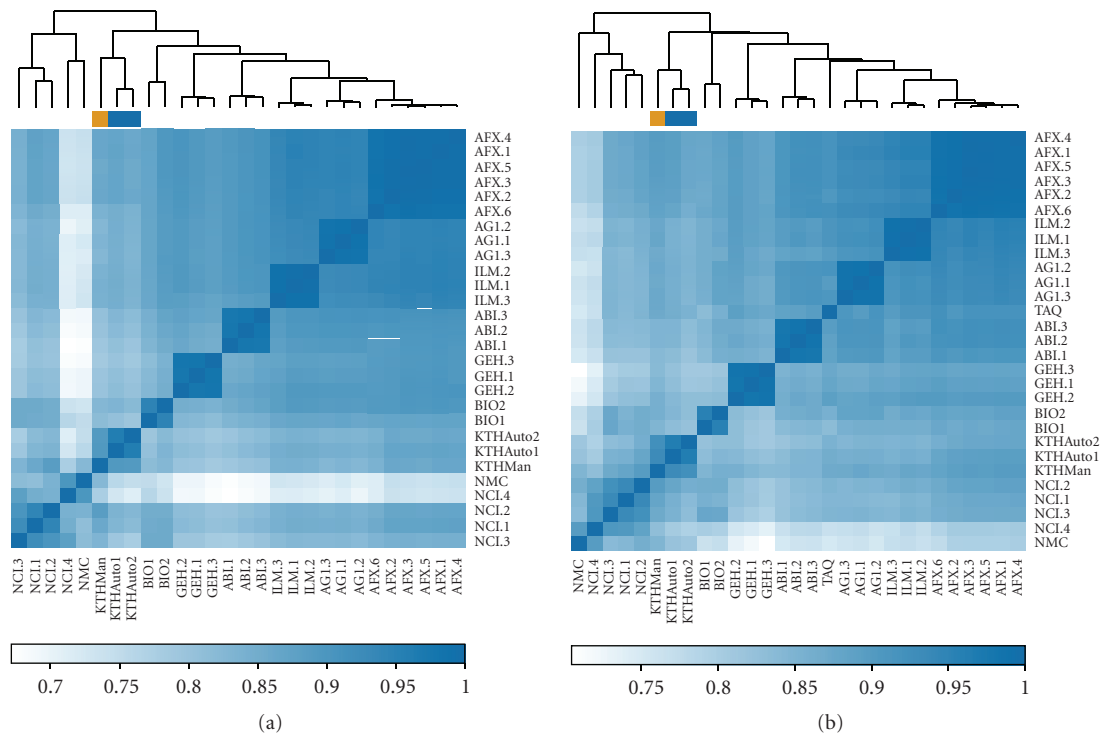 AFX.4
AFX.1
AFX.5
AFX.3
AFX.2
AFX.6
AG1.2
AG1.1
AG1.3
ILM.2
ILM.1
ILM.3
ABI.3
ABI.2
ABI.1
GEH.3
GEH.1
GEH.2
BIO2
BIO1
KTHAuto2
KTHAuto1
KTHMan
NMC
NCI.4
NCI.2
NCI.1
NCI.3
NCI.3
NCI.1
NCI.2
NCI.4
NMC
KTHMan
KTHAuto1
KTHAuto2
BIO1
BIO2
GEH.2
GEH.1
GEH.3
ABI.1
ABI.2
ABI.3
ILM.3
ILM.1
ILM.2
AG1.3
AG1.1
AG1.2
AFX.6
AFX.2
AFX.3
AFX.5
AFX.1
AFX.4
0.7 0.75 0.8 0.85 0.9 0.95 1
(a)
AFX.4
AFX.1
AFX.5
AFX.3
AFX.2
AFX.6
ILM.2
ILM.1
ILM.3
AG1.2
AG1.1
AG1.3
TAQ
ABI.3
ABI.2
ABI.1
GEH.3
GEH.1
GEH.2
BIO2
BIO1
KTHAuto2
KTHAuto1
KTHMan
NCI.2
NCI.1
NCI.3
NCI.4
NMC
NMC
NCI.4
NCI.3
NCI.1
NCI.2
KTHMan
KTHAuto1
KTHAuto2
BIO1
BIO2
GEH.2
GEH.1
GEH.3
ABI.1
ABI.2
ABI.3
TAQ
AG1.3
AG1.1
AG1.2
ILM.3
ILM.1
ILM.2
AFX.6
AFX.2
AFX.3
AFX.5
AFX.1
AFX.4
0.75 0.8 0.85 0.9 0.95 1
(b)